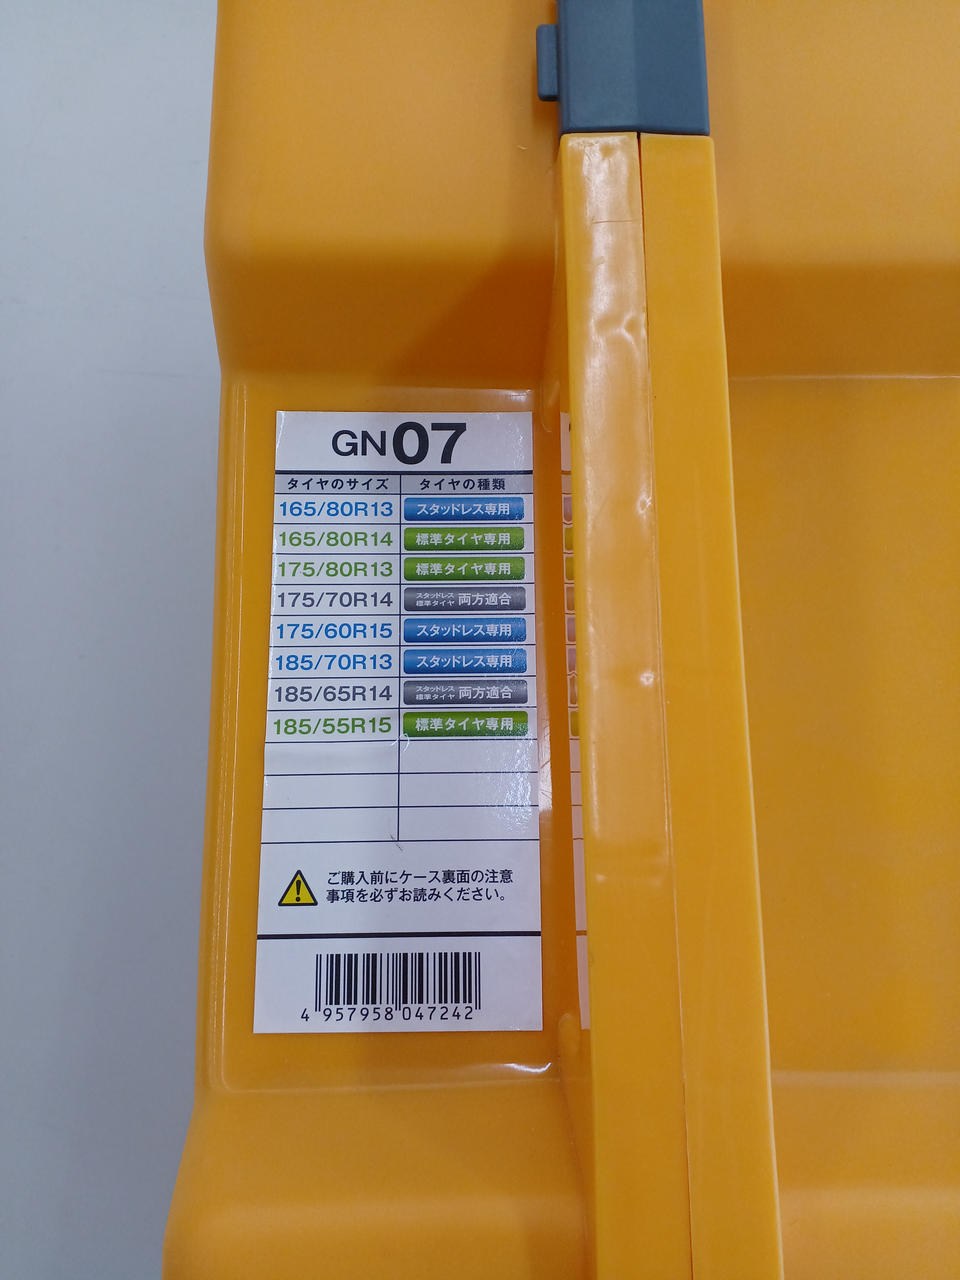 GN07
タイヤのサイズ タイヤの種類
165/80R13 スタッドレス専用
165/80R14 標準タイヤ専用
175/80R13 標準タイヤ専用
175/70R14 スタッドレス 標準タイヤ 両方適合
175/60R15 スタッドレス専用
185/70R13 スタッドレス専用
185/65R14 スタッドレス 標準タイヤ 両方適合
185/55R15 標準タイヤ専用
ご購入前にケース裏面の注意
事項を必ずお読みください。
4 957958 047242